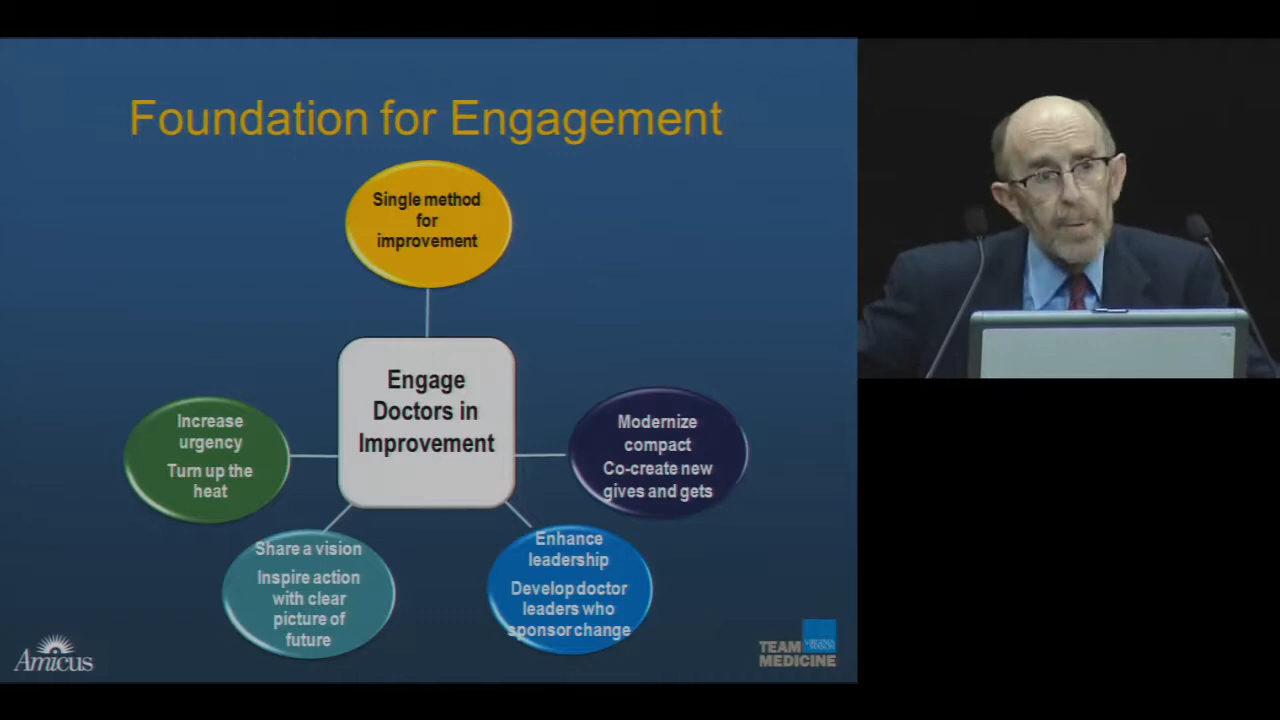 Foundation for Engagement
Single method
for
improvement
Engage
Doctors in
Improvement
Increase
urgency
Turn up the
heat
Modernize
compact
Co-create new
gives and gets
Share a vision
Inspire action
with clear
picture of
future
Enhance
leadership
Develop doctor
leaders who
sponsor change
Amicus
VIRGINIA
MASON
TEAM
MEDICINE